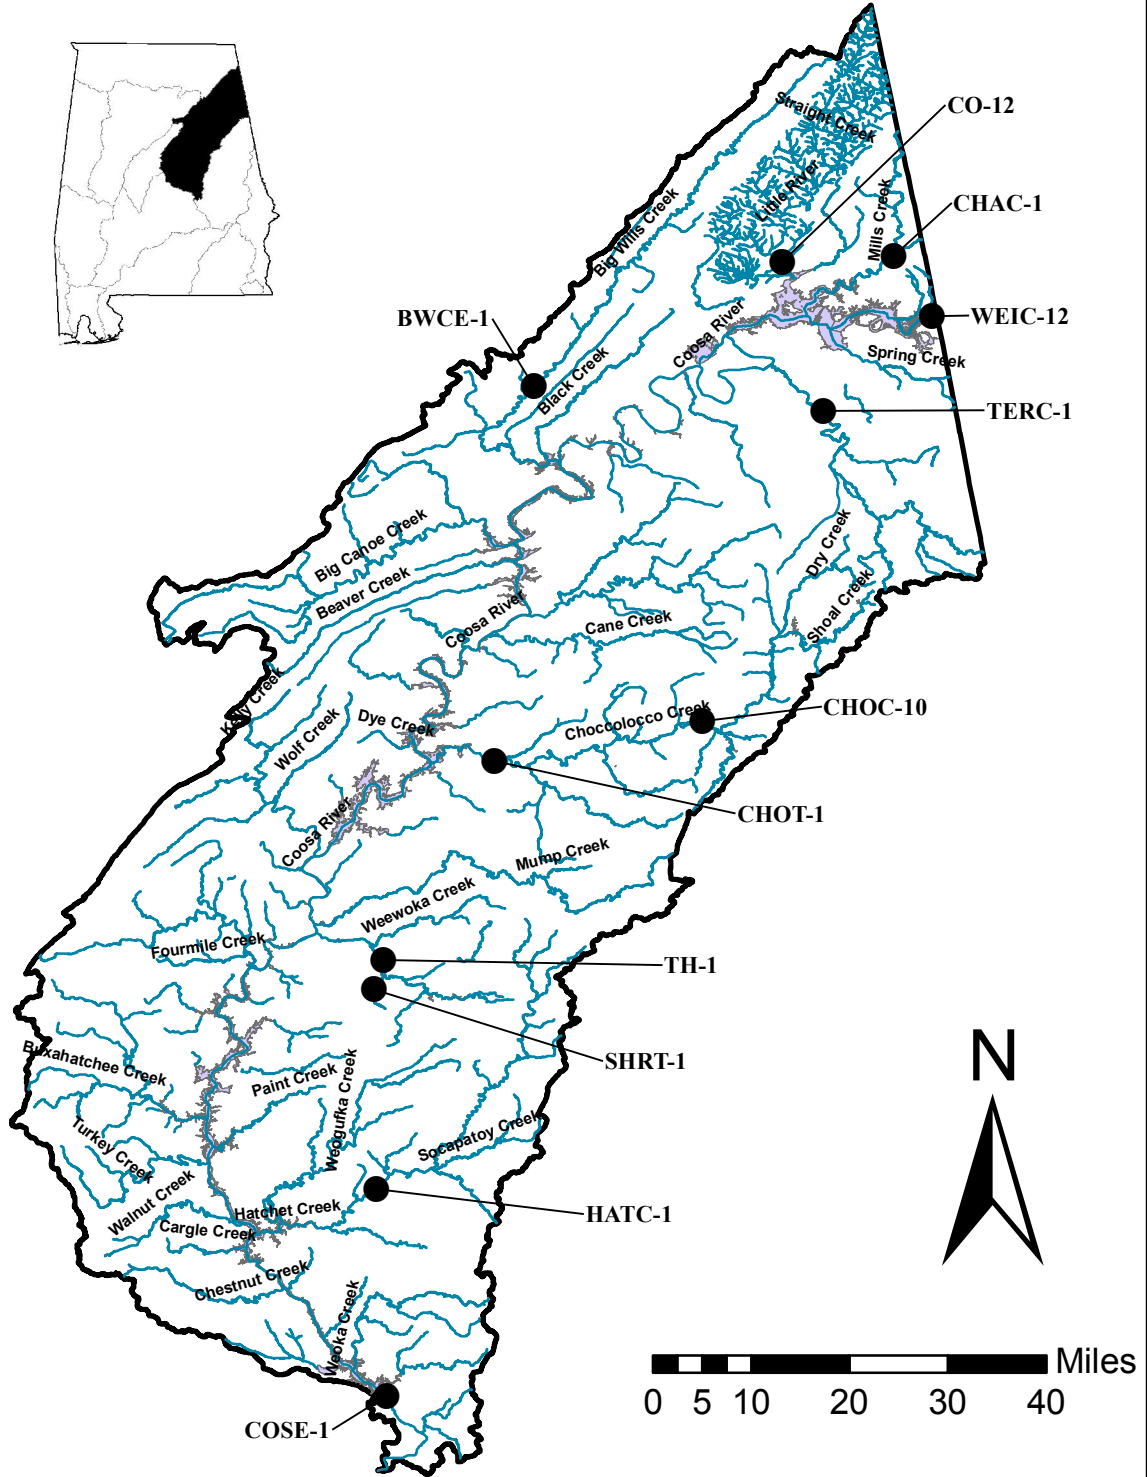 CO-12
Straight Creek
Little River
Mills Creek
CHAC-1
Big Wills Creek
BWCE-1
WEIC-12
Coosa River
Spring Creek
Black Creek
TERC-1
Big Canoe Creek
Dry Creek
Beaver Creek
Shoal Creek
Coosa River
Cane Creek
Kelly Creek
Wolf Creek
Dye Creek
Choccolocco Creek
CHOC-10
CHOT-1
Coosa River
Mump Creek
Weewoka Creek
Fourmile Creek
TH-1
SHRT-1
Buxahatchee Creek
Paint Creek
Weogufka Creek
N
Turkey Creek
Socapatoy Creek
Walnut Creek
Hatchet Creek
HATC-1
Cargle Creek
Chestnut Creek
Weoka Creek
Miles
0 5 10 20 30 40
COSE-1